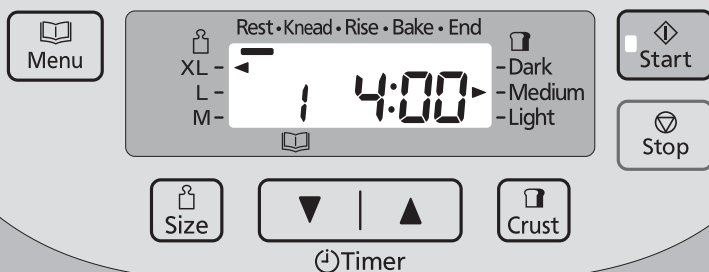 Menu
Rest • Knead • Rise • Bake • End
XL
L
M
1 4:00
Dark
Medium
Light
Start
Stop
Size
Timer
Crust